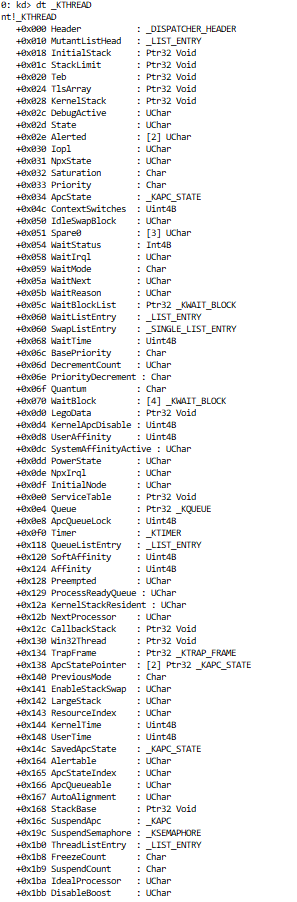 0: kd> dt _KTHREAD
nt!_KTHREAD
+0x000 Header : _DISPATCHER_HEADER
+0x010 MutantListHead : _LIST_ENTRY
+0x018 InitialStack : Ptr32 Void
+0x01c StackLimit : Ptr32 Void
+0x020 Teb : Ptr32 Void
+0x024 TlsArray : Ptr32 Void
+0x028 KernelStack : Ptr32 Void
+0x02c DebugActive : UChar
+0x02d State : UChar
+0x02e Alerted : [2] UChar
+0x030 Iopl : UChar
+0x031 NpxState : UChar
+0x032 Saturation : Char
+0x033 Priority : Char
+0x034 ApcState : _KAPC_STATE
+0x04c ContextSwitches : Uint4B
+0x050 IdleSwapBlock : UChar
+0x051 Spare0 : [3] UChar
+0x054 WaitStatus : Int4B
+0x058 WaitIrql : UChar
+0x059 WaitMode : Char
+0x05a WaitNext : UChar
+0x05b WaitReason : UChar
+0x05c WaitBlockList : Ptr32 _KWAIT_BLOCK
+0x060 WaitListEntry : _LIST_ENTRY
+0x060 SwapListEntry : _SINGLE_LIST_ENTRY
+0x068 WaitTime : Uint4B
+0x06c BasePriority : Char
+0x06d DecrementCount : UChar
+0x06e PriorityDecrement : Char
+0x06f Quantum : Char
+0x070 WaitBlock : [4] _KWAIT_BLOCK
+0x0d0 LegoData : Ptr32 Void
+0x0d4 KernelApcDisable : Uint4B
+0x0d8 UserAffinity : Uint4B
+0x0dc SystemAffinityActive : UChar
+0x0dd PowerState : UChar
+0x0de NpxIrql : UChar
+0x0df InitialNode : UChar
+0x0e0 ServiceTable : Ptr32 Void
+0x0e4 Queue : Ptr32 _KQUEUE
+0x0e8 ApcQueueLock : Uint4B
+0x0f0 Timer : _KTIMER
+0x118 QueueListEntry : _LIST_ENTRY
+0x120 SoftAffinity : Uint4B
+0x124 Affinity : Uint4B
+0x128 Preempted : UChar
+0x129 ProcessReadyQueue : UChar
+0x12a KernelStackResident : UChar
+0x12b NextProcessor : UChar
+0x12c CallbackStack : Ptr32 Void
+0x130 Win32Thread : Ptr32 Void
+0x134 TrapFrame : Ptr32 _KTRAP_FRAME
+0x138 ApcStatePointer : [2] Ptr32 _KAPC_STATE
+0x140 PreviousMode : Char
+0x141 EnableStackSwap : UChar
+0x142 LargeStack : UChar
+0x143 ResourceIndex : UChar
+0x144 KernelTime : Uint4B
+0x148 UserTime : Uint4B
+0x14c SavedApcState : _KAPC_STATE
+0x164 Alertable : UChar
+0x165 ApcStateIndex : UChar
+0x166 ApcQueueable : UChar
+0x167 AutoAlignment : UChar
+0x168 StackBase : Ptr32 Void
+0x16c SuspendApc : _KAPC
+0x19c SuspendSemaphore : _KSEMAPHORE
+0x1b0 ThreadListEntry : _LIST_ENTRY
+0x1b8 FreezeCount : Char
+0x1b9 SuspendCount : Char
+0x1ba IdealProcessor : UChar
+0x1bb DisableBoost : UChar